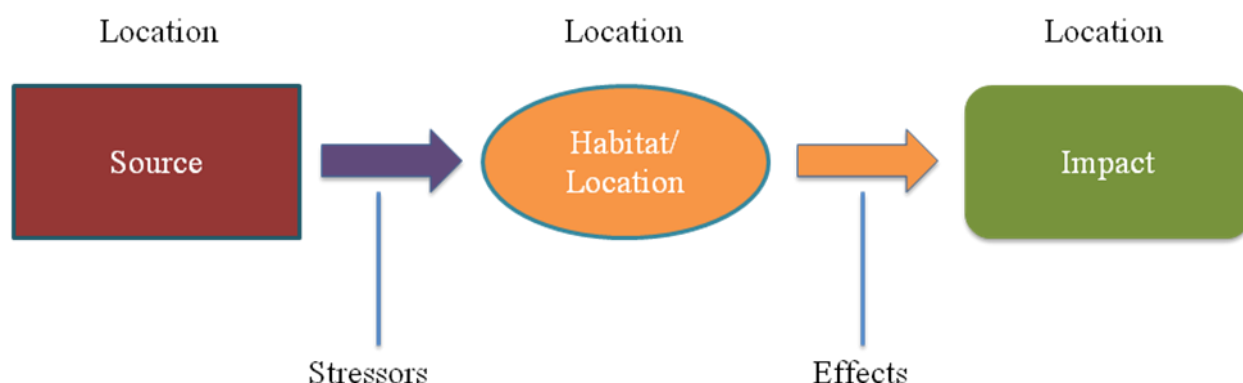 Location
Location
Location
Source
Habitat/
Location
Impact
Stressors
Effects